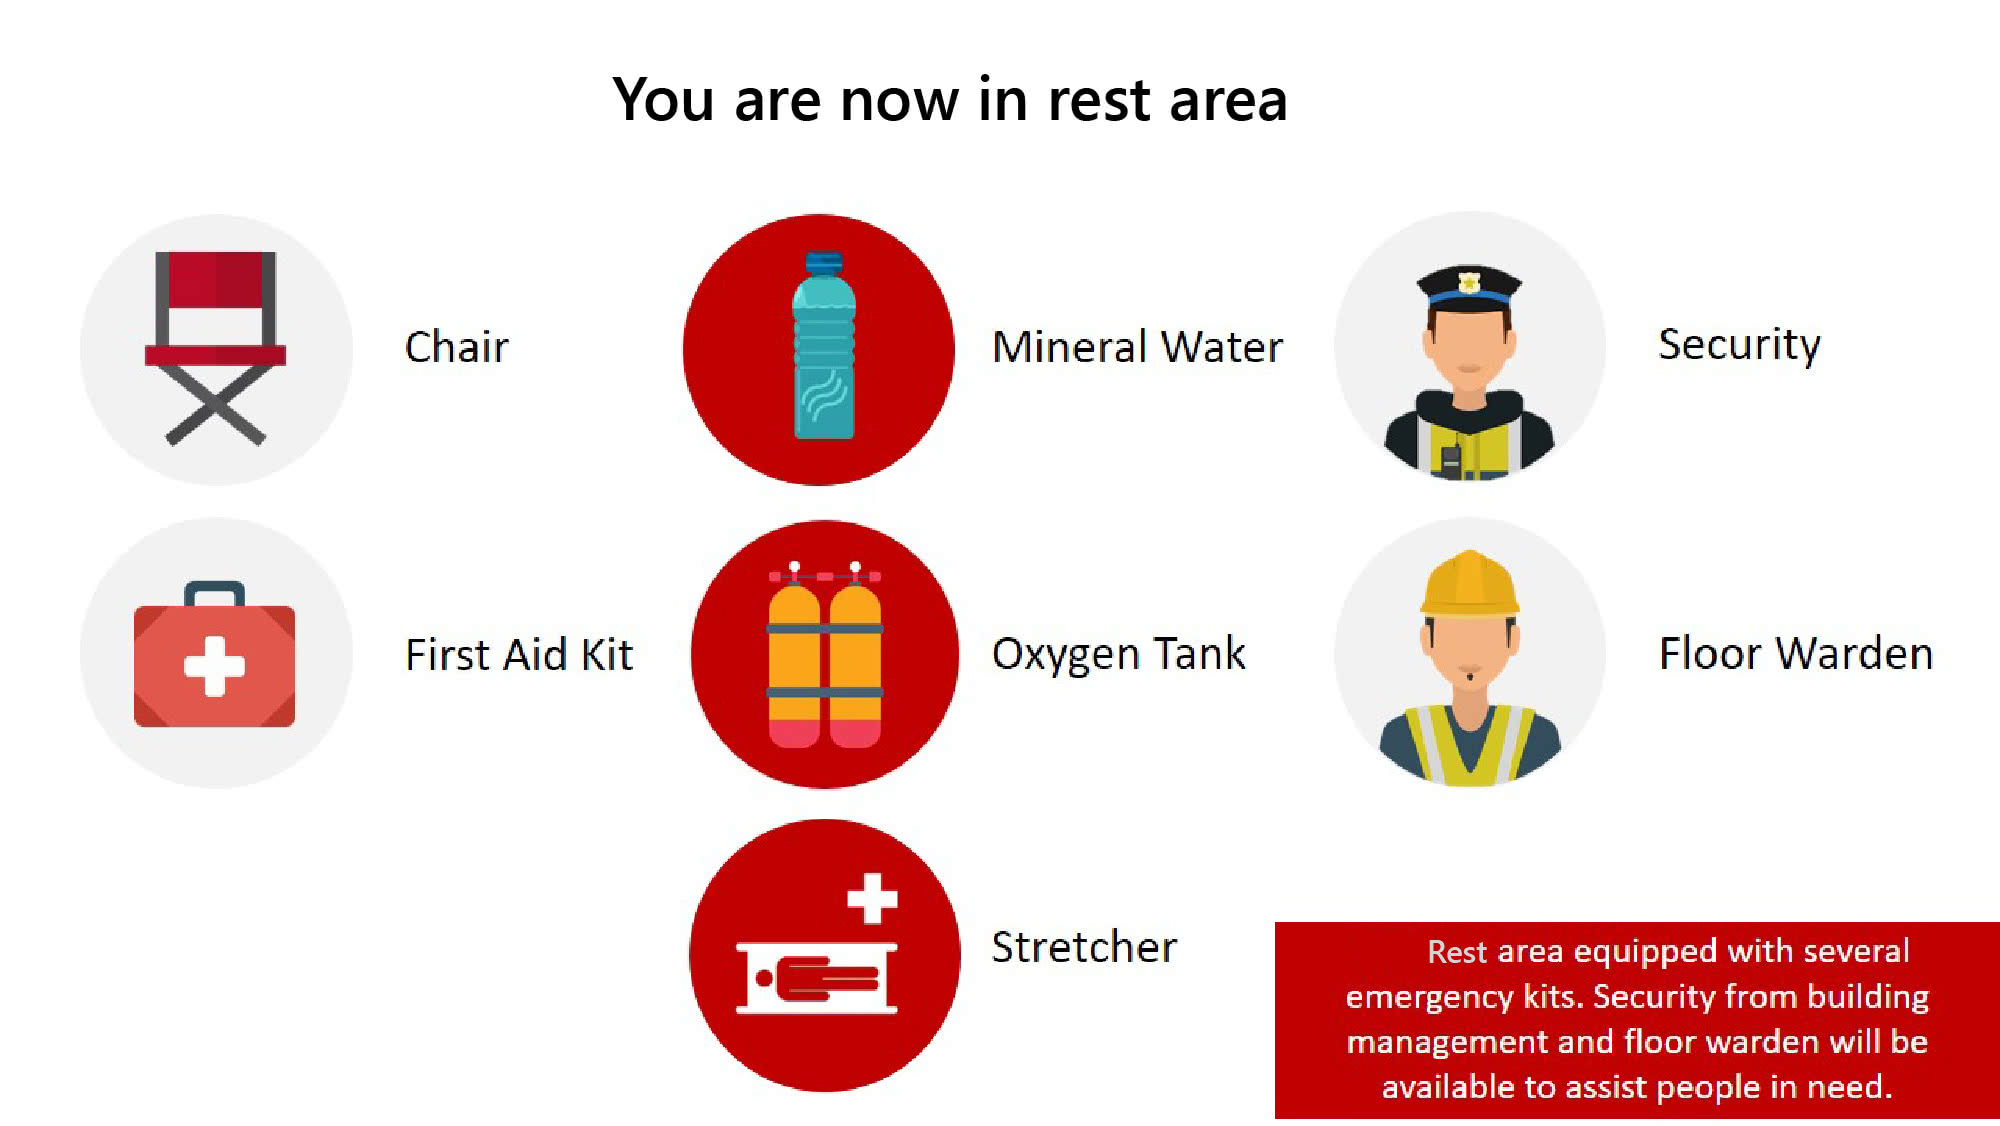 You are now in rest area
Chair
Mineral Water
Security
First Aid Kit
Oxygen Tank
Floor Warden
Stretcher
Rest area equipped with several
emergency kits. Security from building
management and floor warden will be
available to assist people in need.